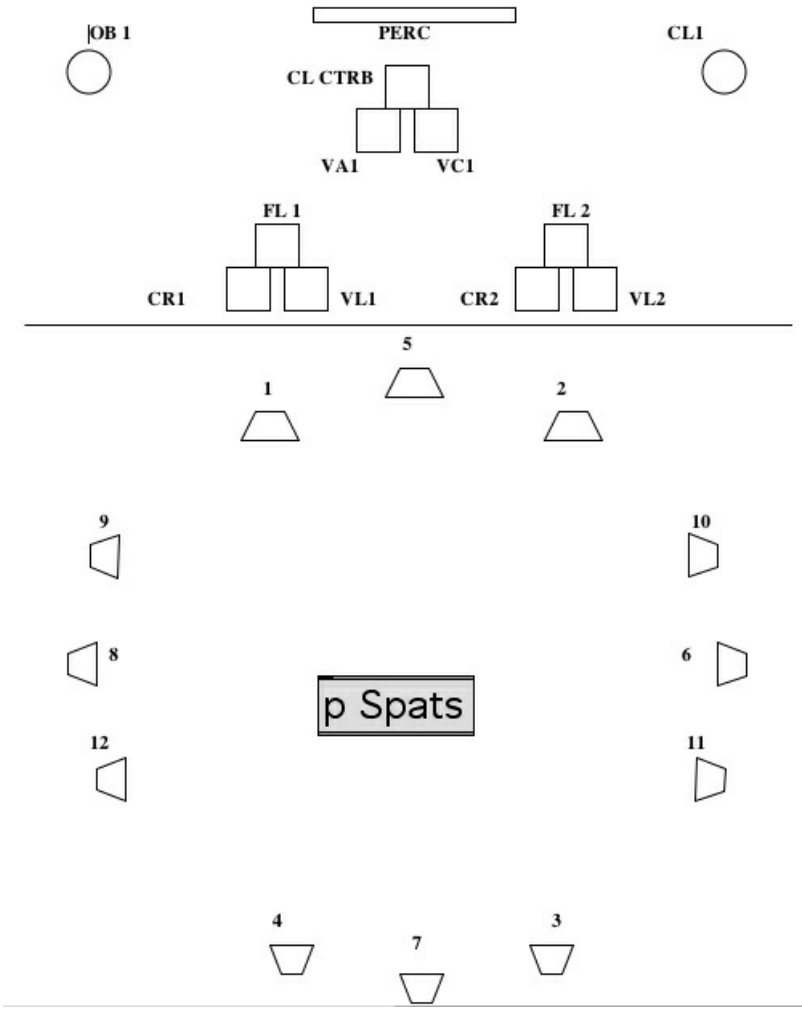 OB 1 PERC CL1
CL CTRB
VA1 VC1
FL 1 FL 2
CR1 VL1 CR2 VL2
5
1 2
9 10
8 6
p Spats
12 11
4 3
7